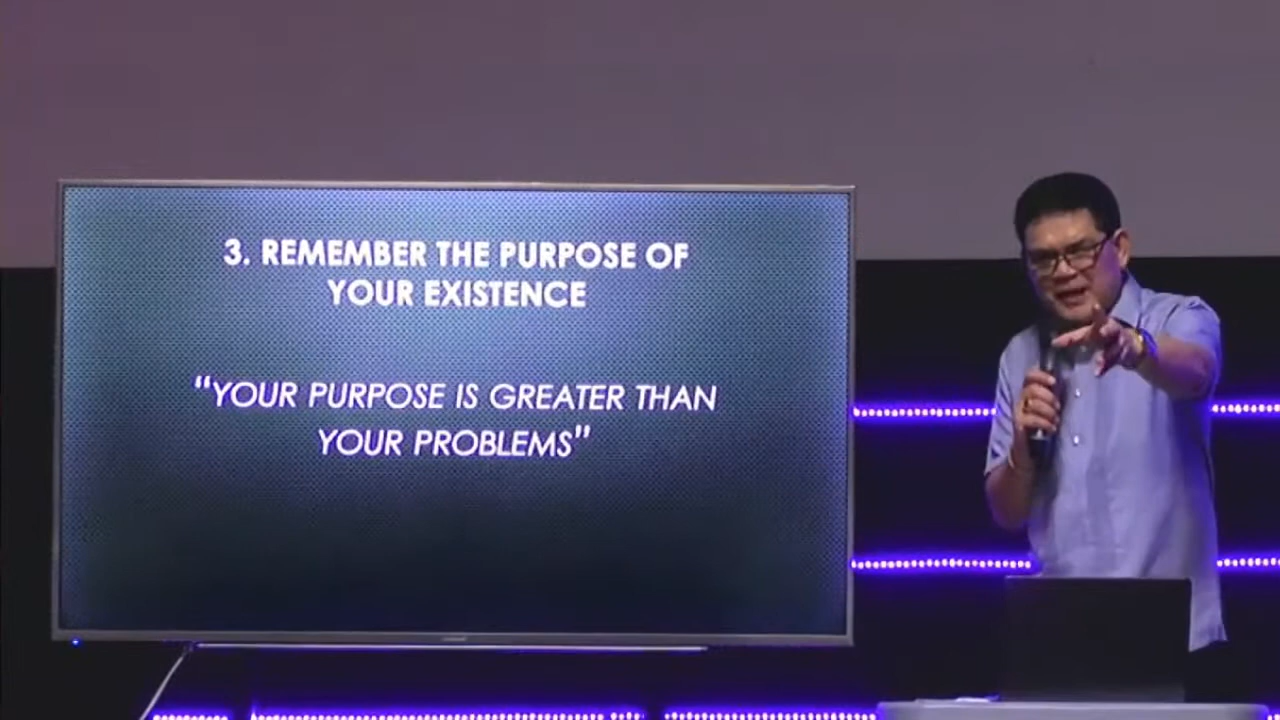 3. REMEMBER THE PURPOSE OF
YOUR EXISTENCE
“YOUR PURPOSE IS GREATER THAN
YOUR PROBLEMS”